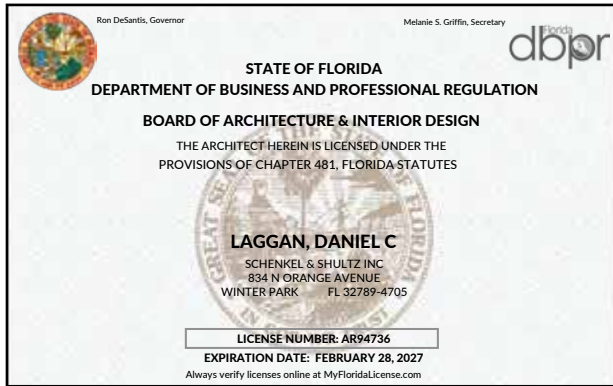 Ron DeSantis, Governor
Melanie S. Griffin, Secretary
Florida
dbpr
STATE OF FLORIDA
DEPARTMENT OF BUSINESS AND PROFESSIONAL REGULATION
BOARD OF ARCHITECTURE & INTERIOR DESIGN
THE ARCHITECT HEREIN IS LICENSED UNDER THE
PROVISIONS OF CHAPTER 481, FLORIDA STATUTES
LAGGAN, DANIEL C
SCHENKEL & SHULTZ INC
834 N ORANGE AVENUE
WINTER PARK FL 32789-4705
LICENSE NUMBER: AR94736
EXPIRATION DATE: FEBRUARY 28, 2027
Always verify licenses online at MyFloridaLicense.com